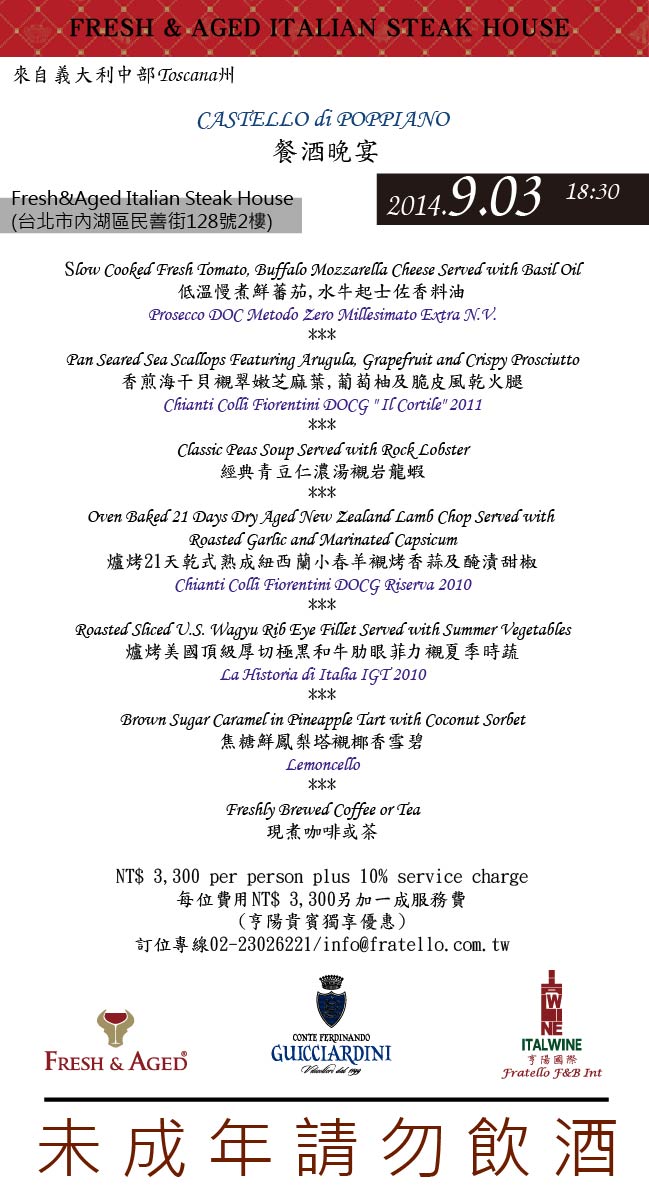 FRESH & AGED ITALIAN STEAK HOUSE
來自義大利中部Toscana州
CASTELLO di POPPIANO
餐酒晚宴
Fresh&Aged Italian Steak House
(台北市內湖區民善街128號2樓)
2014.9.03 18:30
Slow Cooked Fresh Tomato, Buffalo Mozzarella Cheese Served with Basil Oil
低溫慢煮鮮蕃茄,水牛起士佐香料油
Prosecco DOC Metodo Zero Millesimato Extra N.V.
***
Pan Seared Sea Scallops Featuring Arugula, Grapefruit and Crispy Prosciutto
香煎海干貝襯翠嫩芝麻葉,葡萄柚及脆皮風乾火腿
Chianti Colli Fiorentini DOCG " Il Cortile" 2011
***
Classic Peas Soup Served with Rock Lobster
經典青豆仁濃湯襯岩龍蝦
***
Oven Baked 21 Days Dry Aged New Zealand Lamb Chop Served with
Roasted Garlic and Marinated Capsicum
爐烤21天乾式熟成紐西蘭小春羊襯烤香蒜及醃漬甜椒
Chianti Colli Fiorentini DOCG Riserva 2010
***
Roasted Sliced U.S. Wagyu Rib Eye Fillet Served with Summer Vegetables
爐烤美國頂級厚切極黑和牛肋眼菲力襯夏季時蔬
La Historia di Italia IGT 2010
***
Brown Sugar Caramel in Pineapple Tart with Coconut Sorbet
焦糖鮮鳳梨塔襯椰香雪碧
Lemoncello
***
Freshly Brewed Coffee or Tea
現煮咖啡或茶
NT$ 3,300 per person plus 10% service charge
每位費用NT$ 3,300另加一成服務費
(亨陽貴賓獨享優惠)
訂位專線02-23026221/info@fratello.com.tw
FRESH & AGED®
CONTE FERDINANDO
GUICCIARDINI
Viticoltori dal 1199
WINE
ITALWINE
亨陽國際
Fratello F&B Int
未成年請勿飲酒